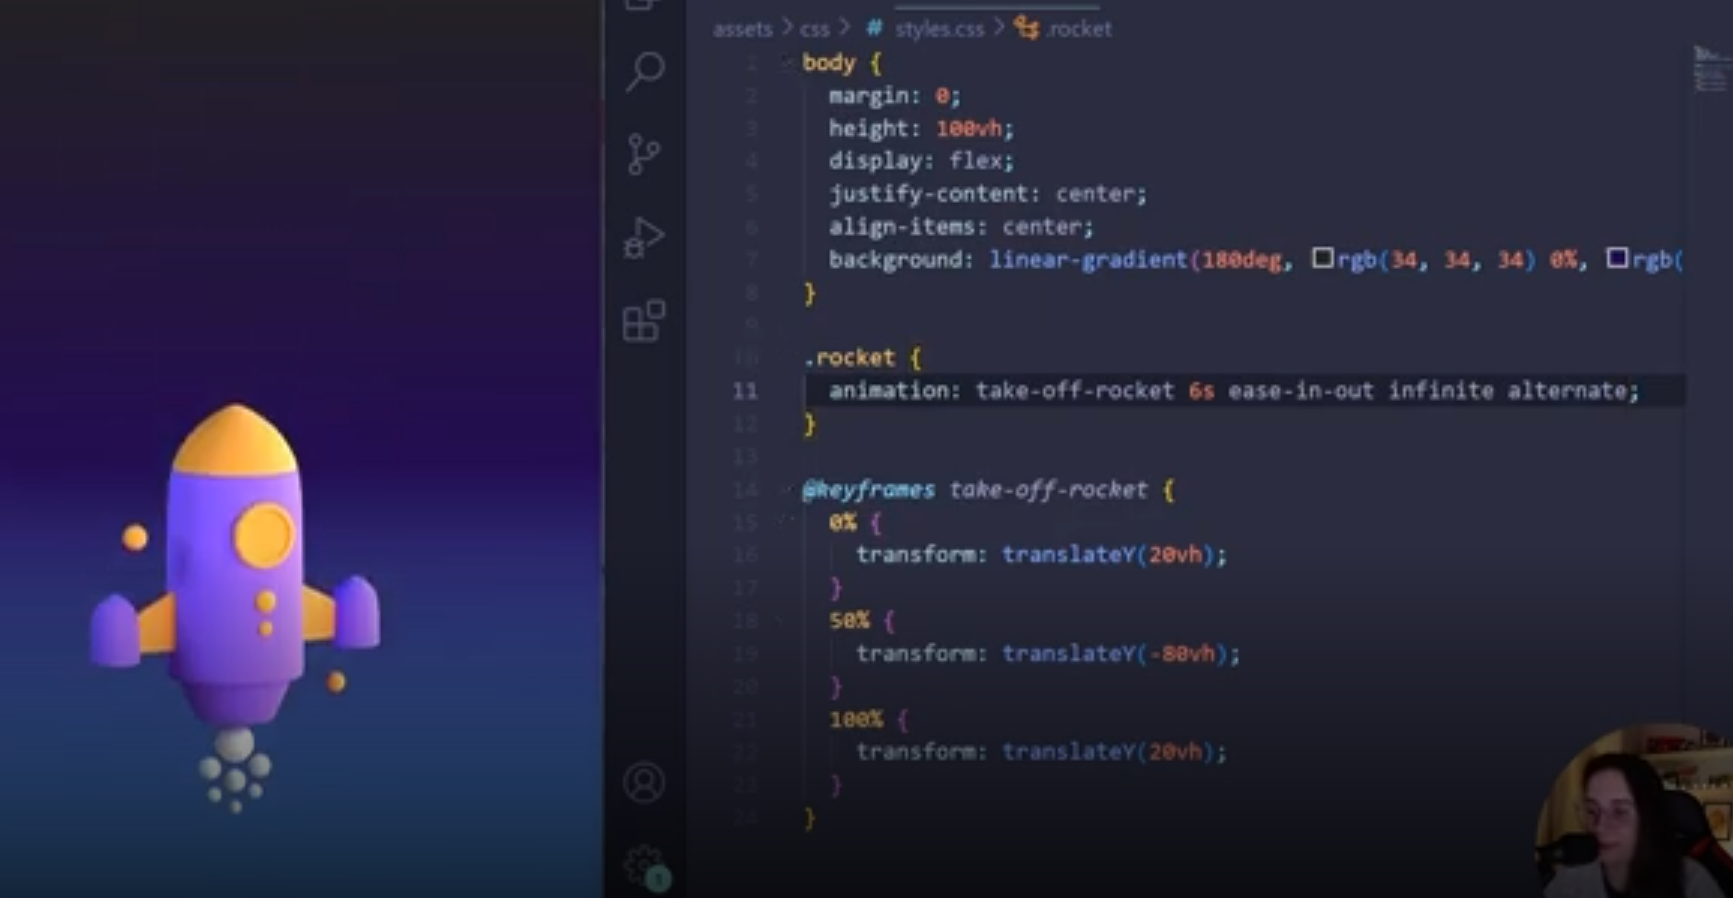 assets > css > # styles.css > .rocket
1 body {
2 margin: 0;
3 height: 100vh;
4 display: flex;
5 justify-content: center;
6 align-items: center;
7 background: linear-gradient(180deg, rgb(34, 34, 34) 0%, rgb(
8 }
9
10 .rocket {
11 animation: take-off-rocket 6s ease-in-out infinite alternate;
12 }
13
14 @keyframes take-off-rocket {
15 0% {
16 transform: translateY(20vh);
17 }
18 50% {
19 transform: translateY(-80vh);
20 }
21 100% {
22 transform: translateY(20vh);
23 }
24 }
1